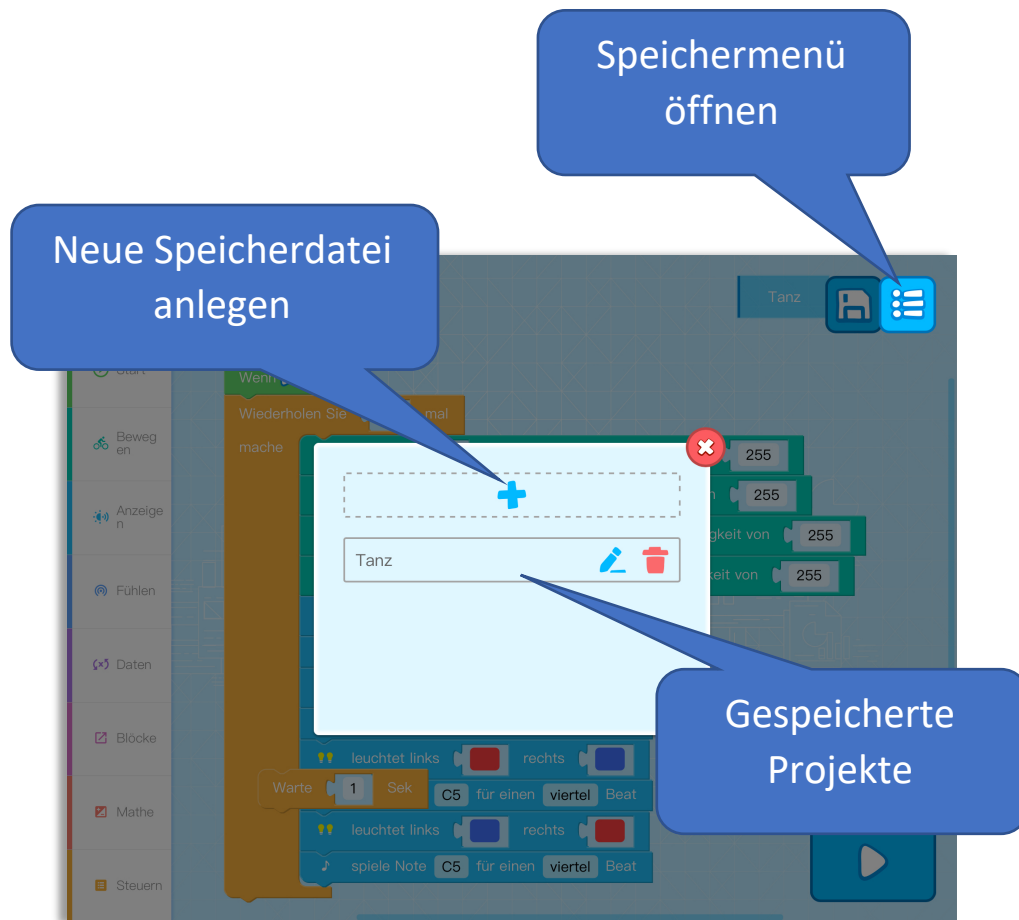 Speichermenü
öffnen
Neue Speicherdatei
anlegen
Tanz
Start
Wenn
Wiederholen Sie mal
Beweg
en
mache
255
255
Anzeige
n
gkeit von 255
keit von 255
Tanz
Fühlen
Daten
Gespeicherte
Projekte
Blöcke
leuchtet links rechts
Warte 1 Sek C5 für einen viertel Beat
Mathe
leuchtet links rechts
spiele Note C5 für einen viertel Beat
Steuern